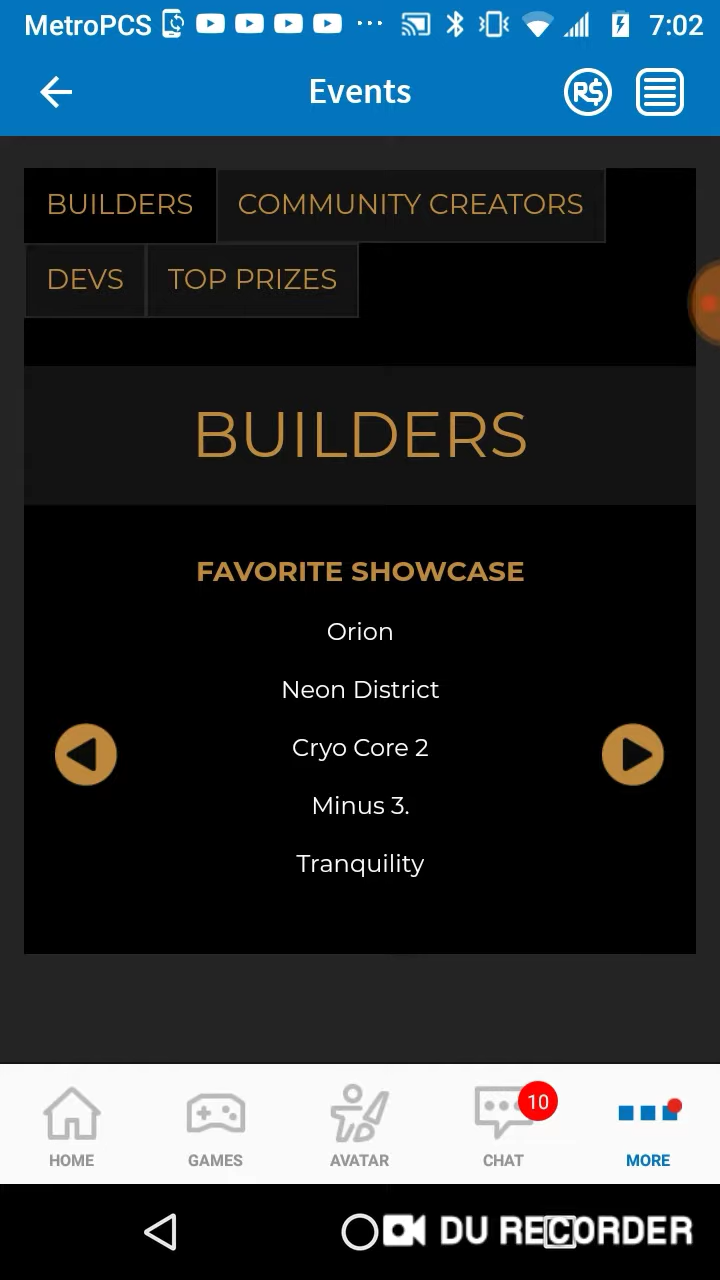 MetroPCS 7:02
Events R$
BUILDERS COMMUNITY CREATORS
DEVS TOP PRIZES
BUILDERS
FAVORITE SHOWCASE
Orion
Neon District
Cryo Core 2
Minus 3.
Tranquility
10
HOME GAMES AVATAR CHAT MORE
DU RECORDER